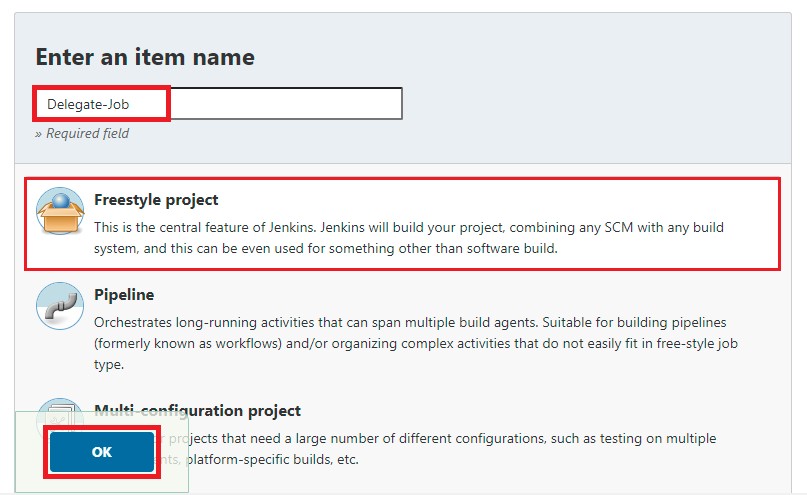 Enter an item name
Delegate-Job
» Required field
Freestyle project
This is the central feature of Jenkins. Jenkins will build your project, combining any SCM with any build
system, and this can be even used for something other than software build.
Pipeline
Orchestrates long-running activities that can span multiple build agents. Suitable for building pipelines
(formerly known as workflows) and/or organizing complex activities that do not easily fit in free-style job
type.
Multi-configuration project
projects that need a large number of different configurations, such as testing on multiple
OK
platform-specific builds, etc.